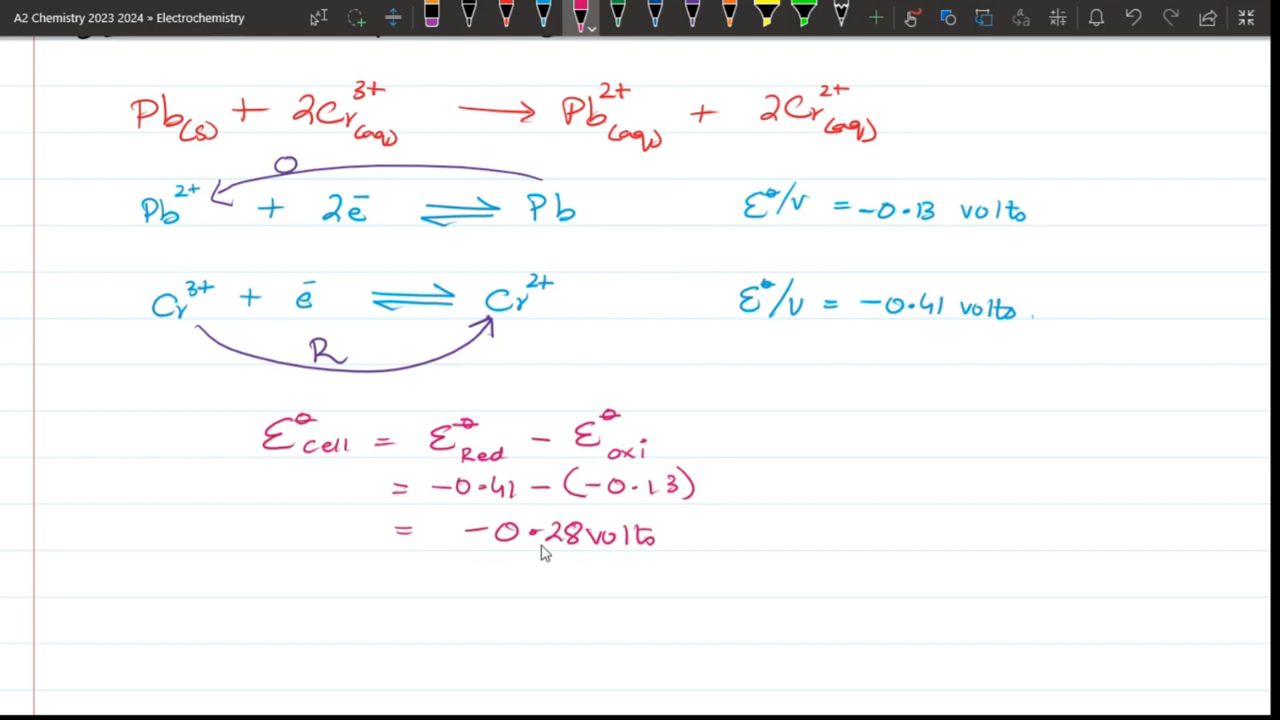 A2 Chemistry 2023 2024 » Electrochemistry
Pb(s) + 2Cr³⁺(aq) → Pb²⁺(aq) + 2Cr²⁺(aq)
O
Pb²⁺ + 2e⁻ ⇌ Pb E°/V = -0.13 volts
Cr³⁺ + e⁻ ⇌ Cr²⁺ E°/V = -0.41 volts.
R
E°cell = E°Red - E°oxi
= -0.41 - (-0.13)
= -0.28 volts